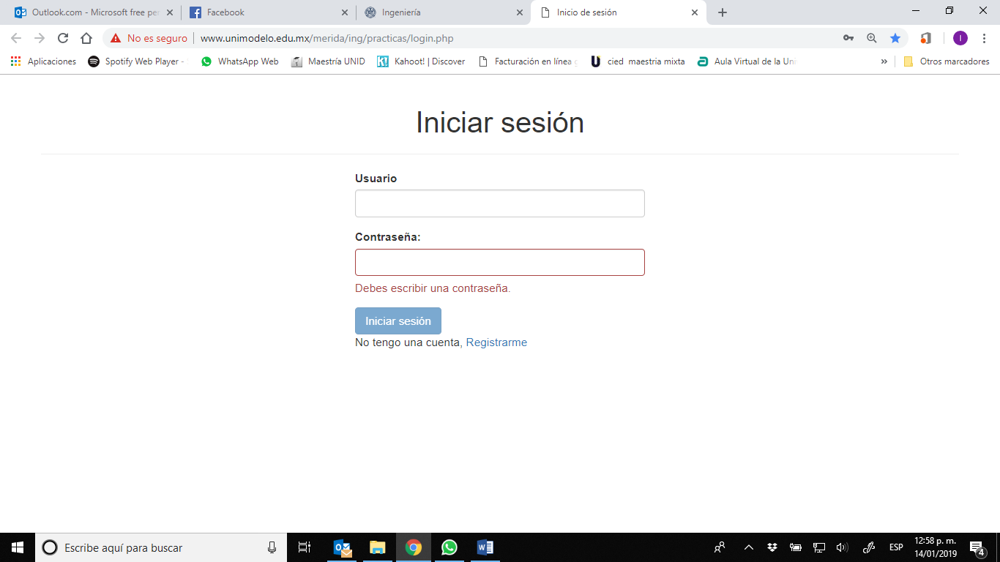 Outlook.com - Microsoft free per
Facebook
Ingeniería
Inicio de sesión
No es seguro
www.unimodelo.edu.mx/merida/ing/practicas/login.php
I
Aplicaciones
Spotify Web Player -
WhatsApp Web
Maestría UNID
K! Kahoot! | Discover
Facturación en línea
cied maestria mixta
Aula Virtual de la Uni
»
Otros marcadores
Iniciar sesión
Usuario
Contraseña:
Debes escribir una contraseña.
Iniciar sesión
No tengo una cuenta, Registrarme
Escribe aquí para buscar
ESP
12:58 p. m.
14/01/2019
4